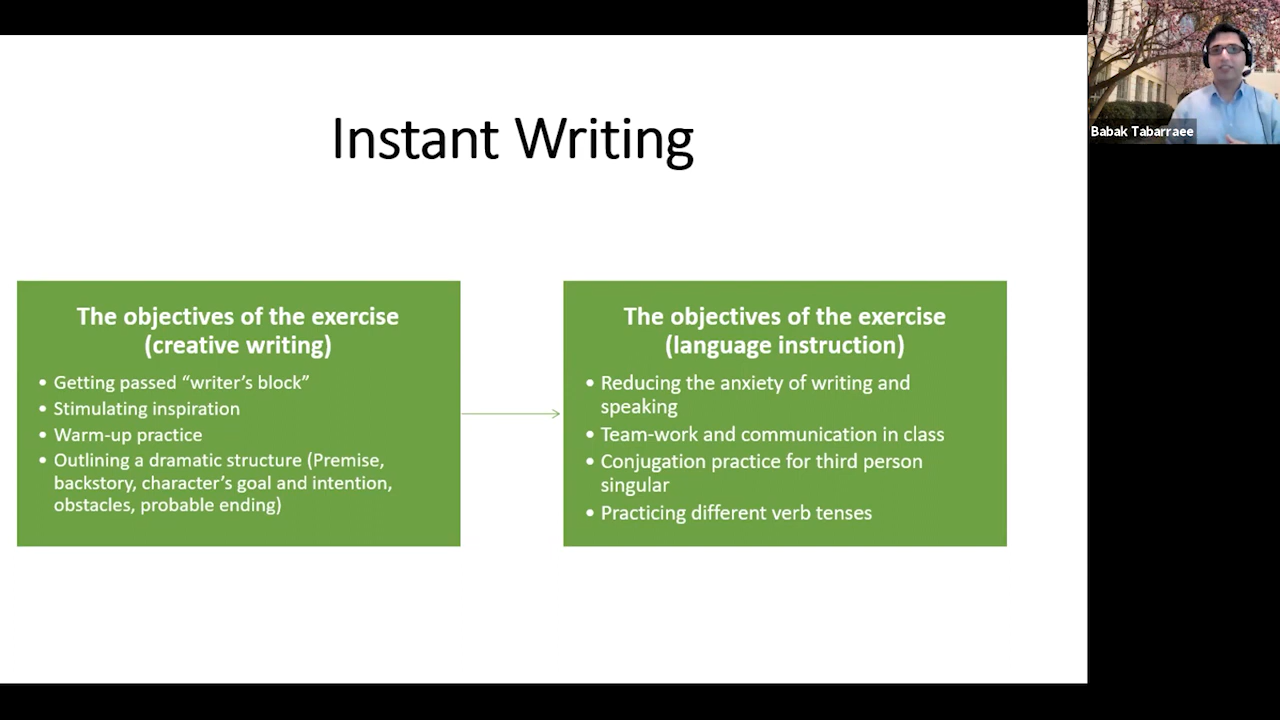 Instant Writing
Babak Tabarraee
The objectives of the exercise
(creative writing)
• Getting passed “writer’s block”
• Stimulating inspiration
• Warm-up practice
• Outlining a dramatic structure (Premise,
backstory, character’s goal and intention,
obstacles, probable ending)
The objectives of the exercise
(language instruction)
• Reducing the anxiety of writing and
speaking
• Team-work and communication in class
• Conjugation practice for third person
singular
• Practicing different verb tenses